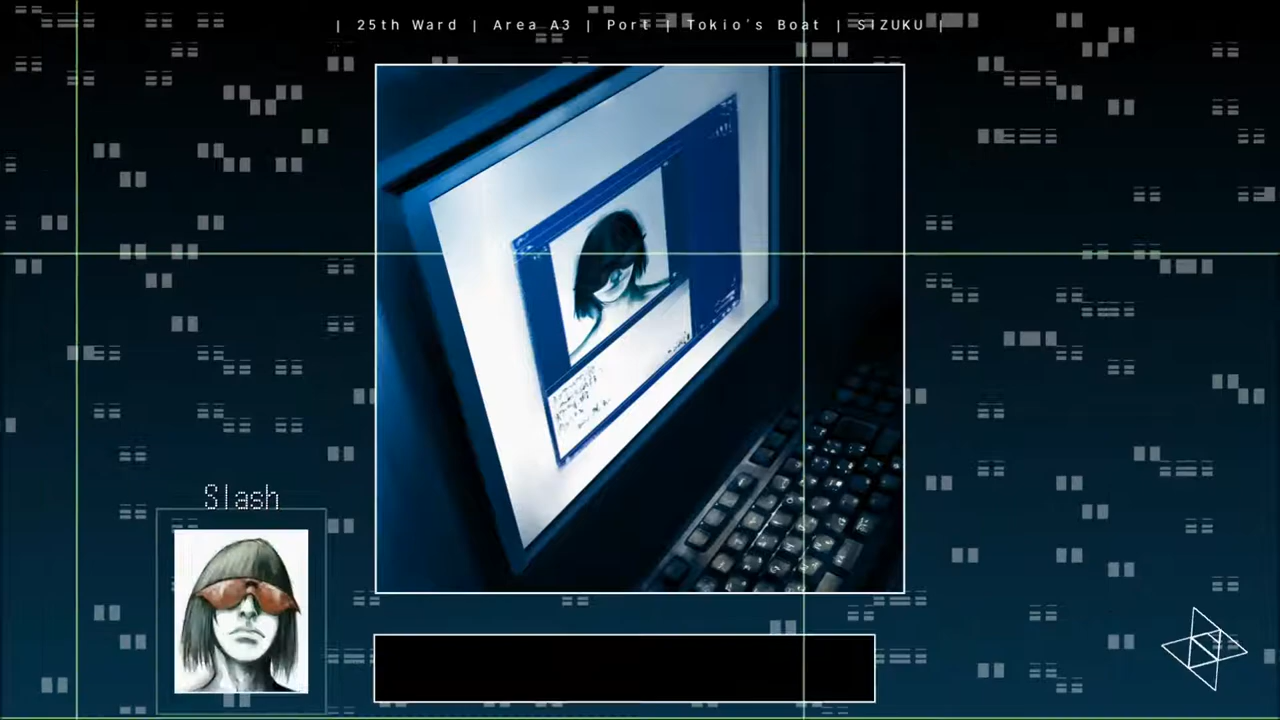 | 25th Ward | Area A3 | Port | Tokio's Boat | SIZUKU |
Slash